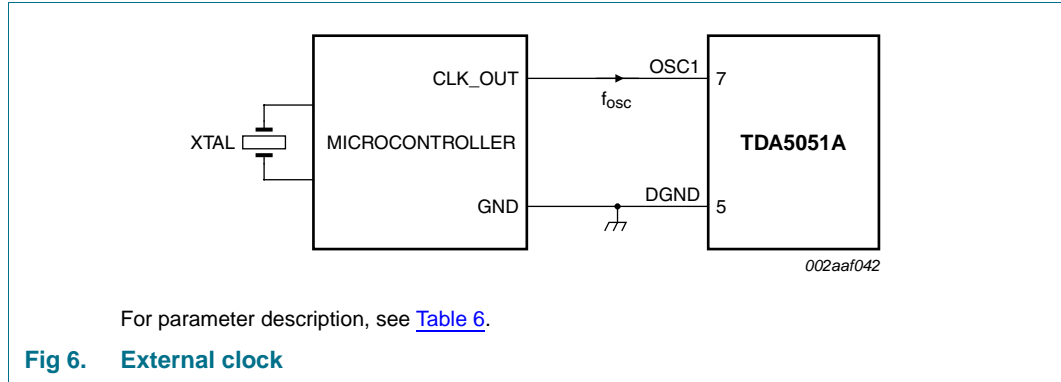 CLK_OUT
OSC1
7
fosc
XTAL
MICROCONTROLLER
TDA5051A
GND
DGND
5
002aaf042
For parameter description, see Table 6.
Fig 6. External clock